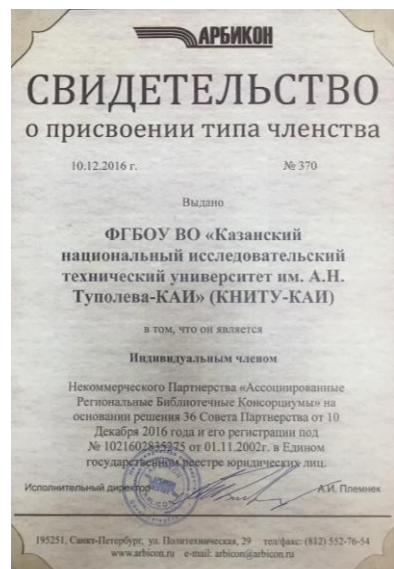 АРБИКОН
СВИДЕТЕЛЬСТВО
о присвоении типа членства
10.12.2016 г. № 370
Выдано
ФГБОУ ВО «Казанский
национальный исследовательский
технический университет им. А.Н.
Туполева-КАИ» (КНИТУ-КАИ)
в том, что он является
Индивидуальным членом
Некоммерческого Партнерства «Ассоциированные
Региональные Библиотечные Консорциумы» на
основании решения 36 Совета Партнерства от 10
Декабря 2016 года и его регистрации под
№ 1021602835275 от 01.11.2002г. в Едином
государственном реестре юридических лиц.
Исполнительный директор А.И. Племнек
195251, Санкт-Петербург, ул. Политехническая, 29 тел/факс: (812) 552-76-54
www.arbicon.ru e-mail: arbicon@arbicon.ru